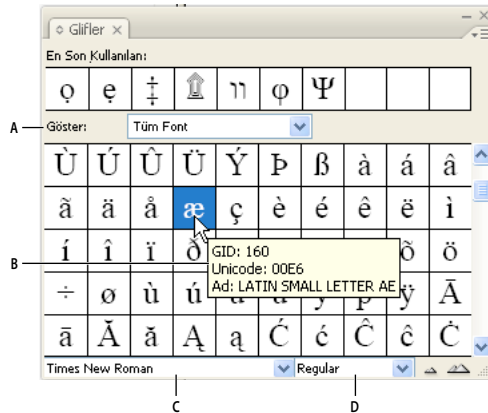 Glifler ×
En Son Kullanılan:
ọ ẹ ‡ ײ φ Ψ
A Göster: Tüm Font
Ù Ú Û Ü Ý Þ ß à á â
ã ä å æ ç è é ê ë ì
í î ï ð õ ö
B GID: 160
Unicode: 00E6
Ad: LATIN SMALL LETTER AE
÷ ø ù ú ÿ Ā
ā Ă ă Ą ą Ć ć Ĉ ĉ Ċ
Times New Roman Regular
C D